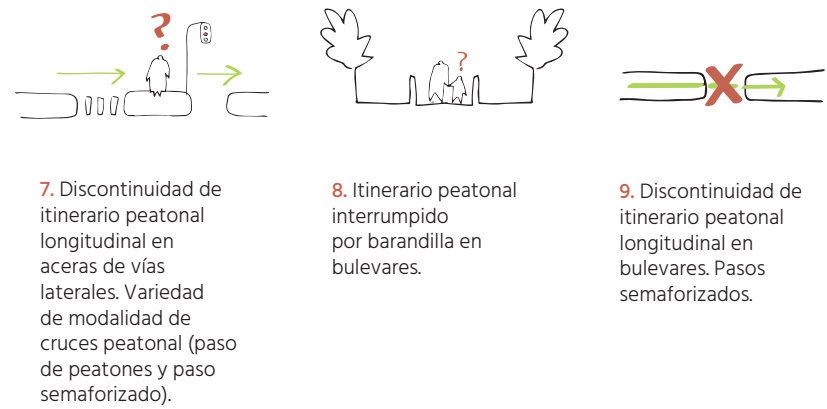 ?
?
7. Discontinuidad de
itinerario peatonal
longitudinal en
aceras de vías
laterales. Variedad
de modalidad de
cruces peatonal (paso
de peatones y paso
semaforizado).
8. Itinerario peatonal
interrumpido
por barandilla en
bulevares.
9. Discontinuidad de
itinerario peatonal
longitudinal en
bulevares. Pasos
semaforizados.